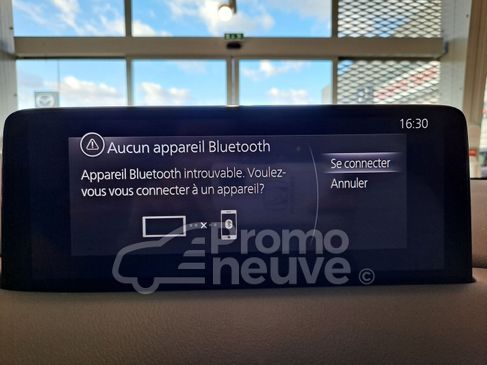 16:30
Aucun appareil Bluetooth
Appareil Bluetooth introuvable. Voulez-
vous vous connecter à un appareil?
Se connecter
Annuler
Promo
neuve ©